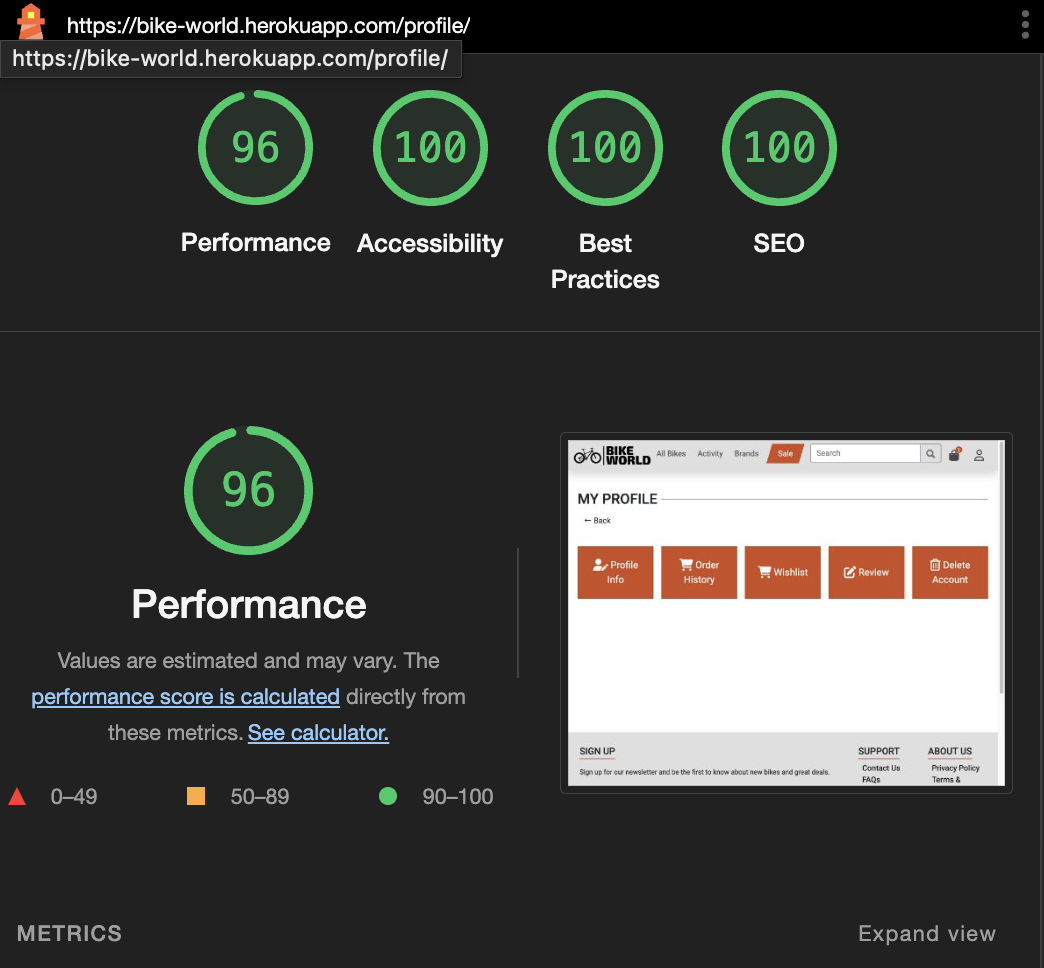 https://bike-world.herokuapp.com/profile/
https://bike-world.herokuapp.com/profile/
96
100
100
100
Performance
Accessibility
Best
Practices
SEO
96
Performance
Values are estimated and may vary. The
performance score is calculated directly from
these metrics. See calculator.
0–49
50–89
90–100
BIKE
WORLD
All Bikes
Activity
Brands
Sale
Search
MY PROFILE
← Back
Profile
Info
Order
History
Wishlist
Review
Delete
Account
SIGN UP
Sign up for our newsletter and be the first to know about new bikes and great deals.
SUPPORT
Contact Us
FAQs
ABOUT US
Privacy Policy
Terms &
METRICS
Expand view